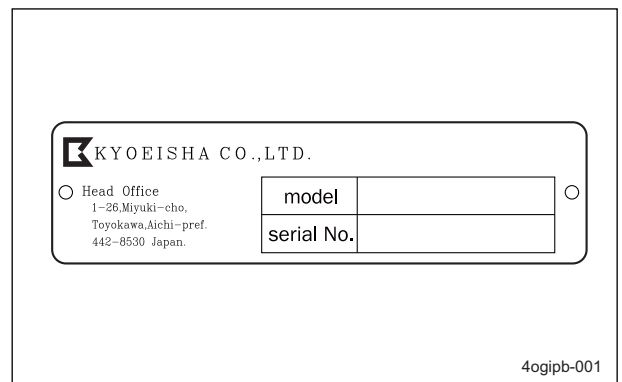 KYOEISHA CO.,LTD.
Head Office
1-26,Miyuki-cho,
Toyokawa,Aichi-pref.
442-8530 Japan.
model
serial No.
4ogipb-001